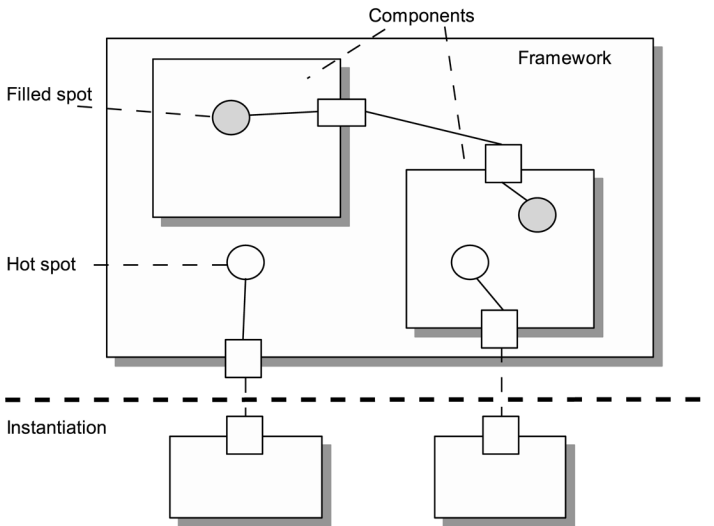 Components
Framework
Filled spot
Hot spot
Instantiation